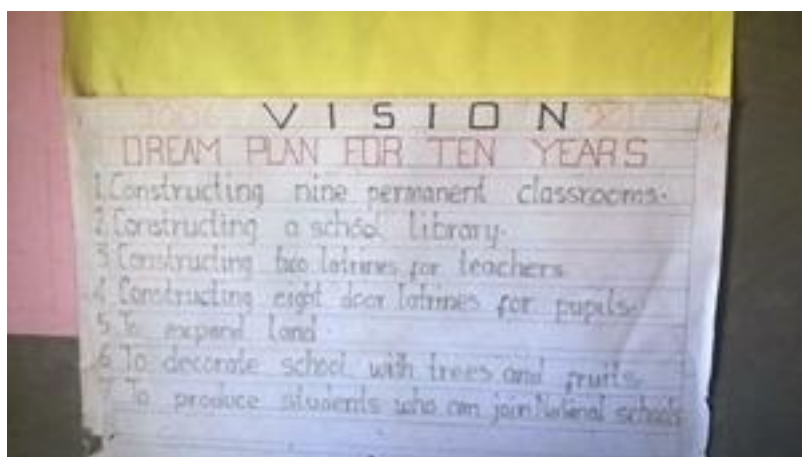 VISION
DREAM PLAN FOR TEN YEARS
1. Constructing nine permanent classrooms.
2. Constructing a school library.
3. Constructing two latrines for teachers
4. Constructing eight door latrines for pupils.
5. To expand land
6. To decorate school with trees and fruits.
7. To produce students who can join National schools